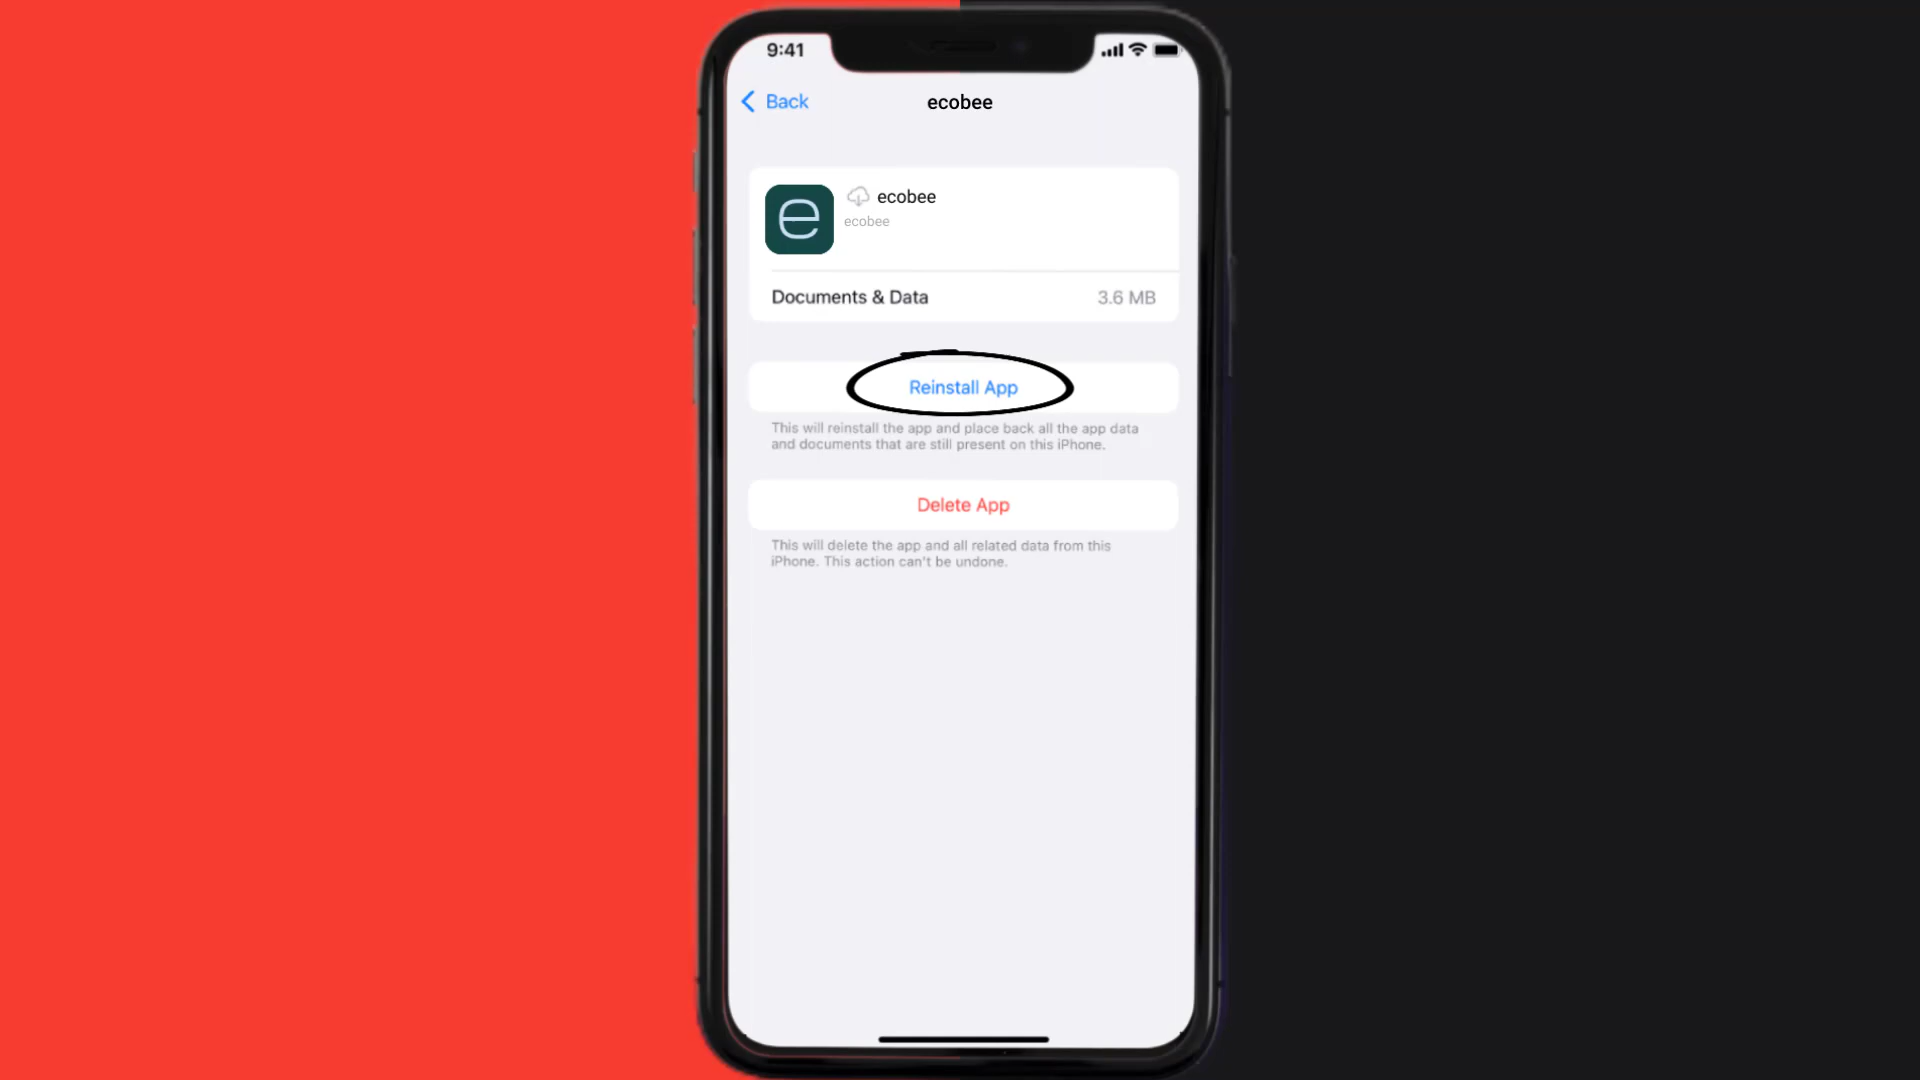 9:41
Back
ecobee
e
ecobee
ecobee
Documents & Data
3.6 MB
Reinstall App
This will reinstall the app and place back all the app data
and documents that are still present on this iPhone.
Delete App
This will delete the app and all related data from this
iPhone. This action can't be undone.